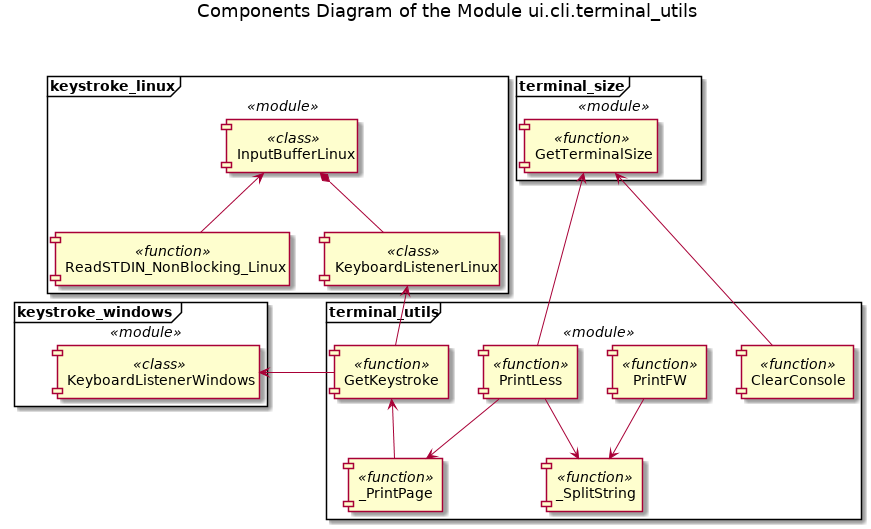 Components Diagram of the Module ui.cli.terminal_utils
keystroke_linux
«module»
«class»
InputBufferLinux
«function»
ReadSTDIN_NonBlocking_Linux
«class»
KeyboardListenerLinux
terminal_size
«module»
«function»
GetTerminalSize
keystroke_windows
«module»
«class»
KeyboardListenerWindows
terminal_utils
«module»
«function»
GetKeystroke
«function»
PrintLess
«function»
PrintFW
«function»
ClearConsole
«function»
_PrintPage
«function»
_SplitString